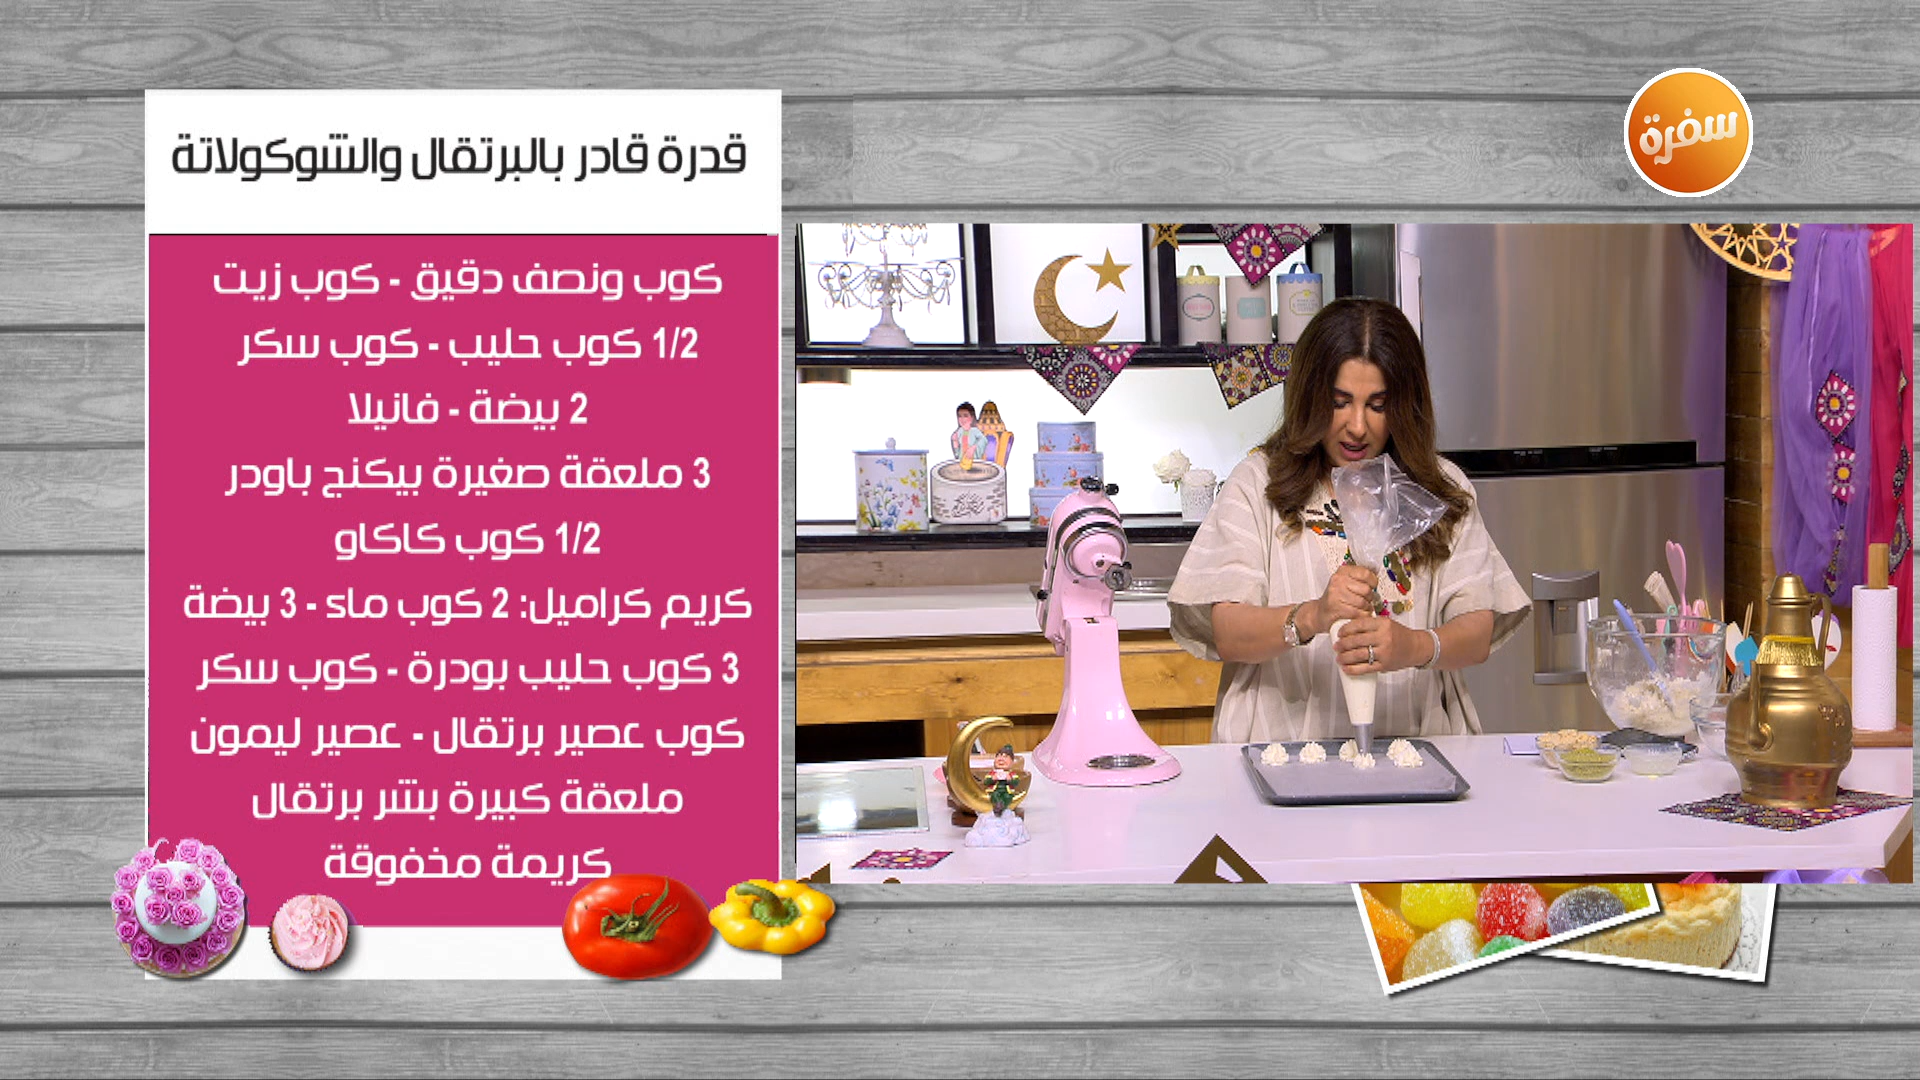 سفرة
قدرة قادر بالبرتقال والشوكولاتة
كوب ونصف دقيق - كوب زيت
1/2 كوب حليب - كوب سكر
2 بيضة - فانيلا
3 ملعقة صغيرة بيكنج باودر
1/2 كوب كاكاو
كريم كراميل: 2 كوب ماs - 3 بيضة
3 كوب حليب بودرة - كوب سكر
كوب عصير برتقال - عصير ليمون
ملعقة كبيرة بشر برتقال
كريمة مخفوقة